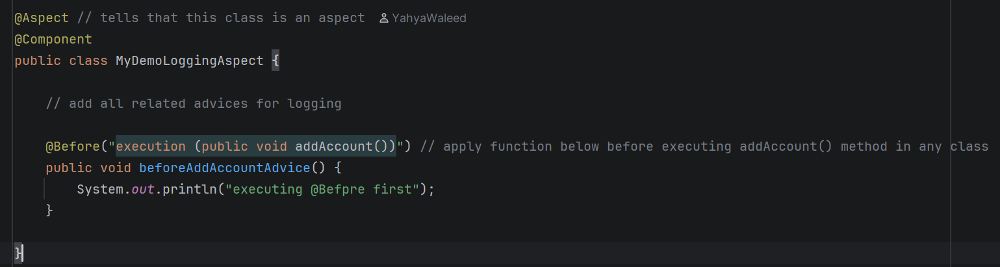 @Aspect // tells that this class is an aspect YahyaWaleed
@Component
public class MyDemoLoggingAspect {
// add all related advices for logging
@Before("execution (public void addAccount())") // apply function below before executing addAccount() method in any class
public void beforeAddAccountAdvice() {
System.out.println("executing @Befpre first");
}
}